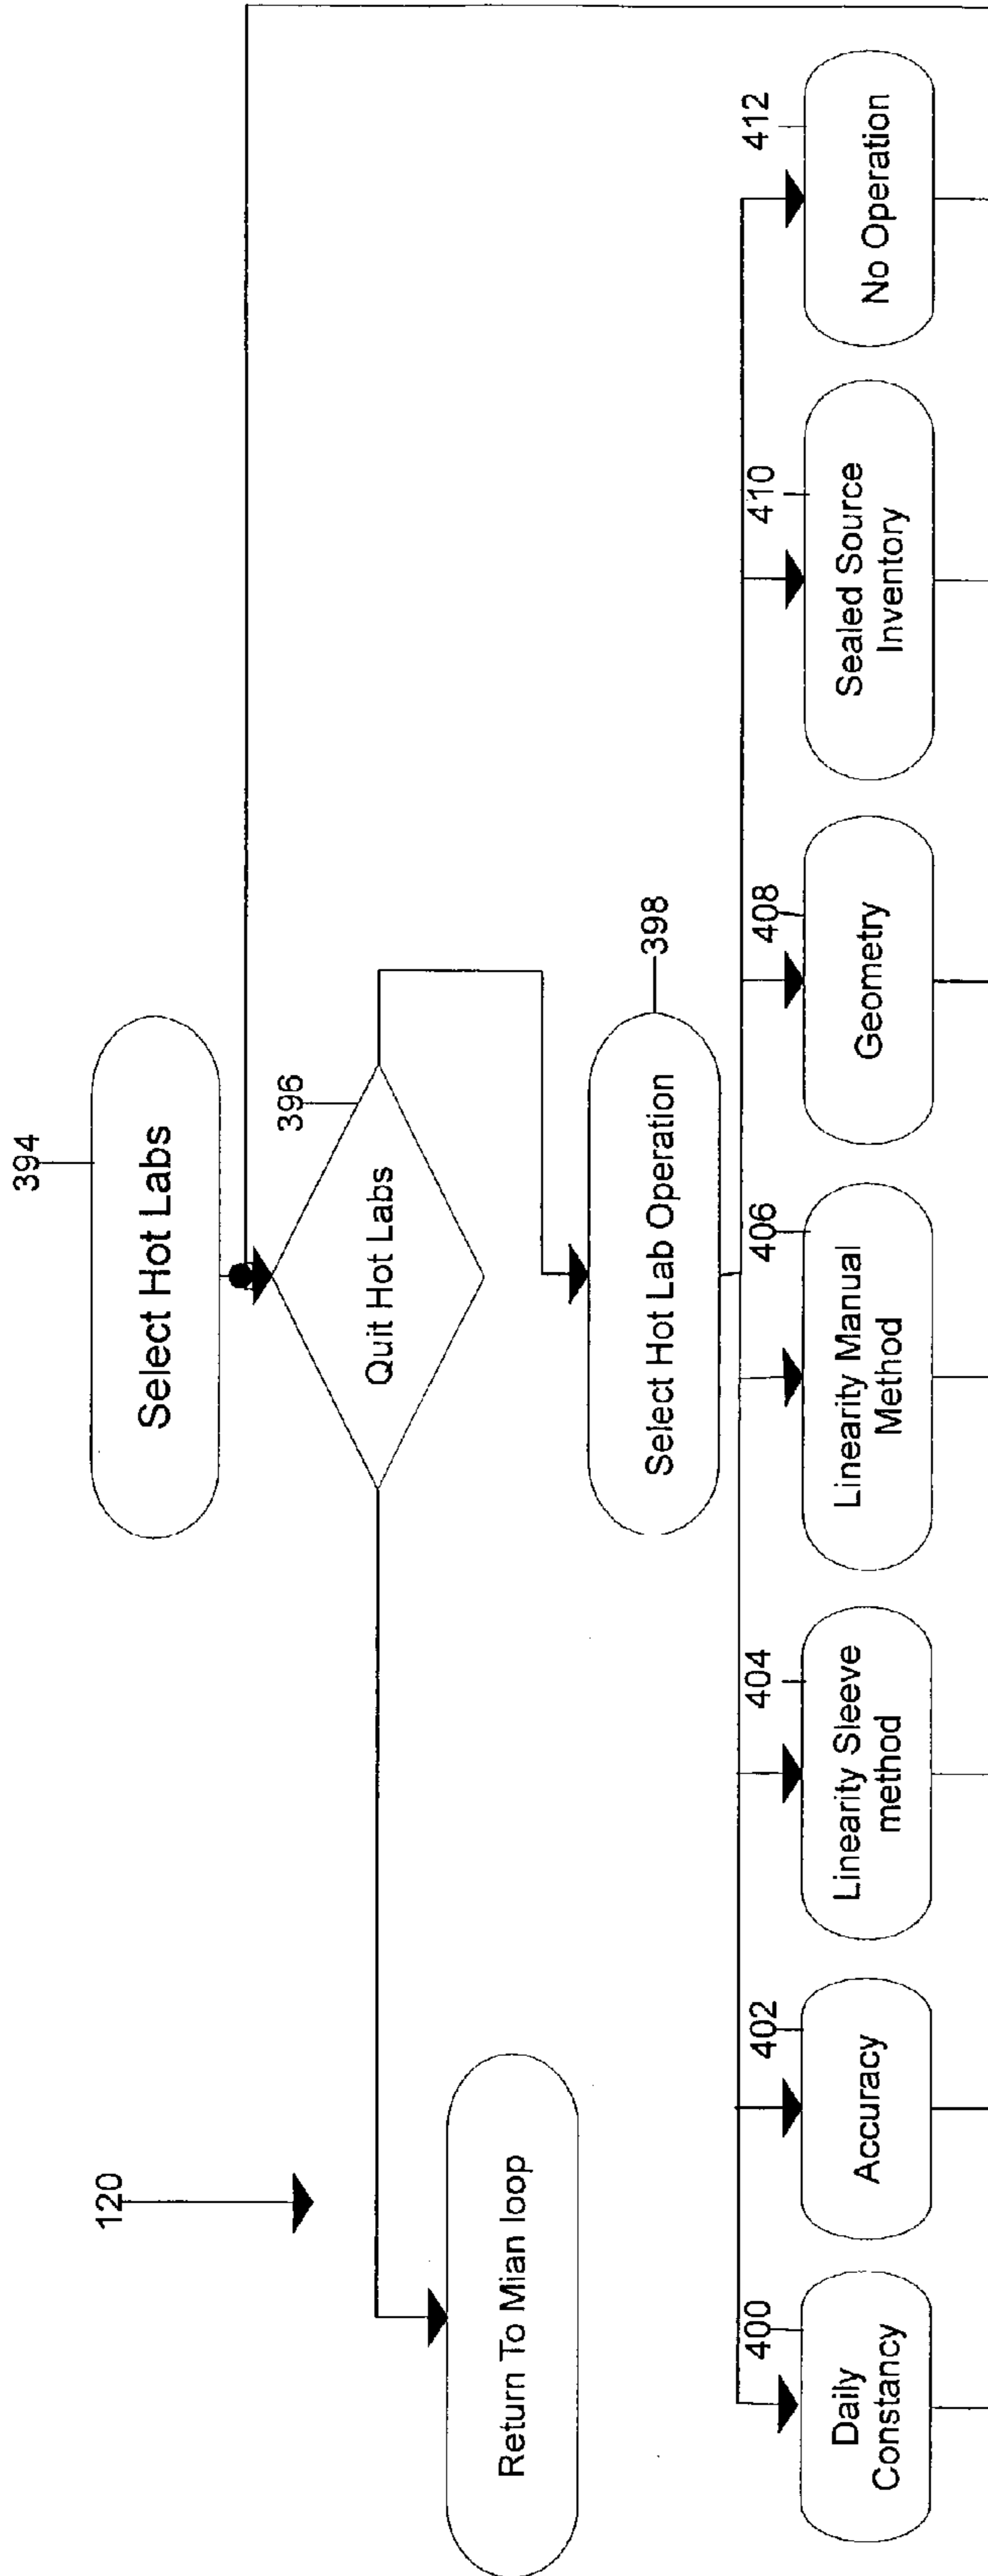 394
Select Hot Labs
120
396
Quit Hot Labs
Return To Mian loop
398
Select Hot Lab Operation
400
Daily
Constancy
402
Accuracy
404
Linearity Sleeve
method
406
Linearity Manual
Method
408
Geometry
410
Sealed Source
Inventory
412
No Operation